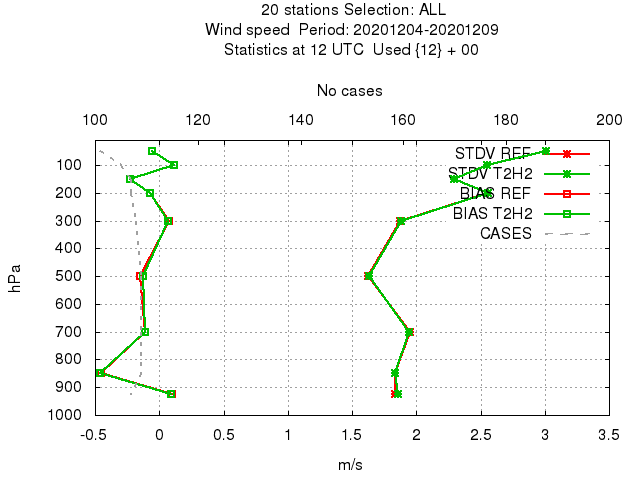 20 stations Selection: ALL
Wind speed  Period: 20201204-20201209
Statistics at 12 UTC  Used {12} + 00
No cases
100 120 140 160 180 200
STDV REF
STDV T2H2
BIAS REF
BIAS T2H2
CASES
hPa
100
200
300
400
500
600
700
800
900
1000
-0.5 0 0.5 1 1.5 2 2.5 3 3.5
m/s